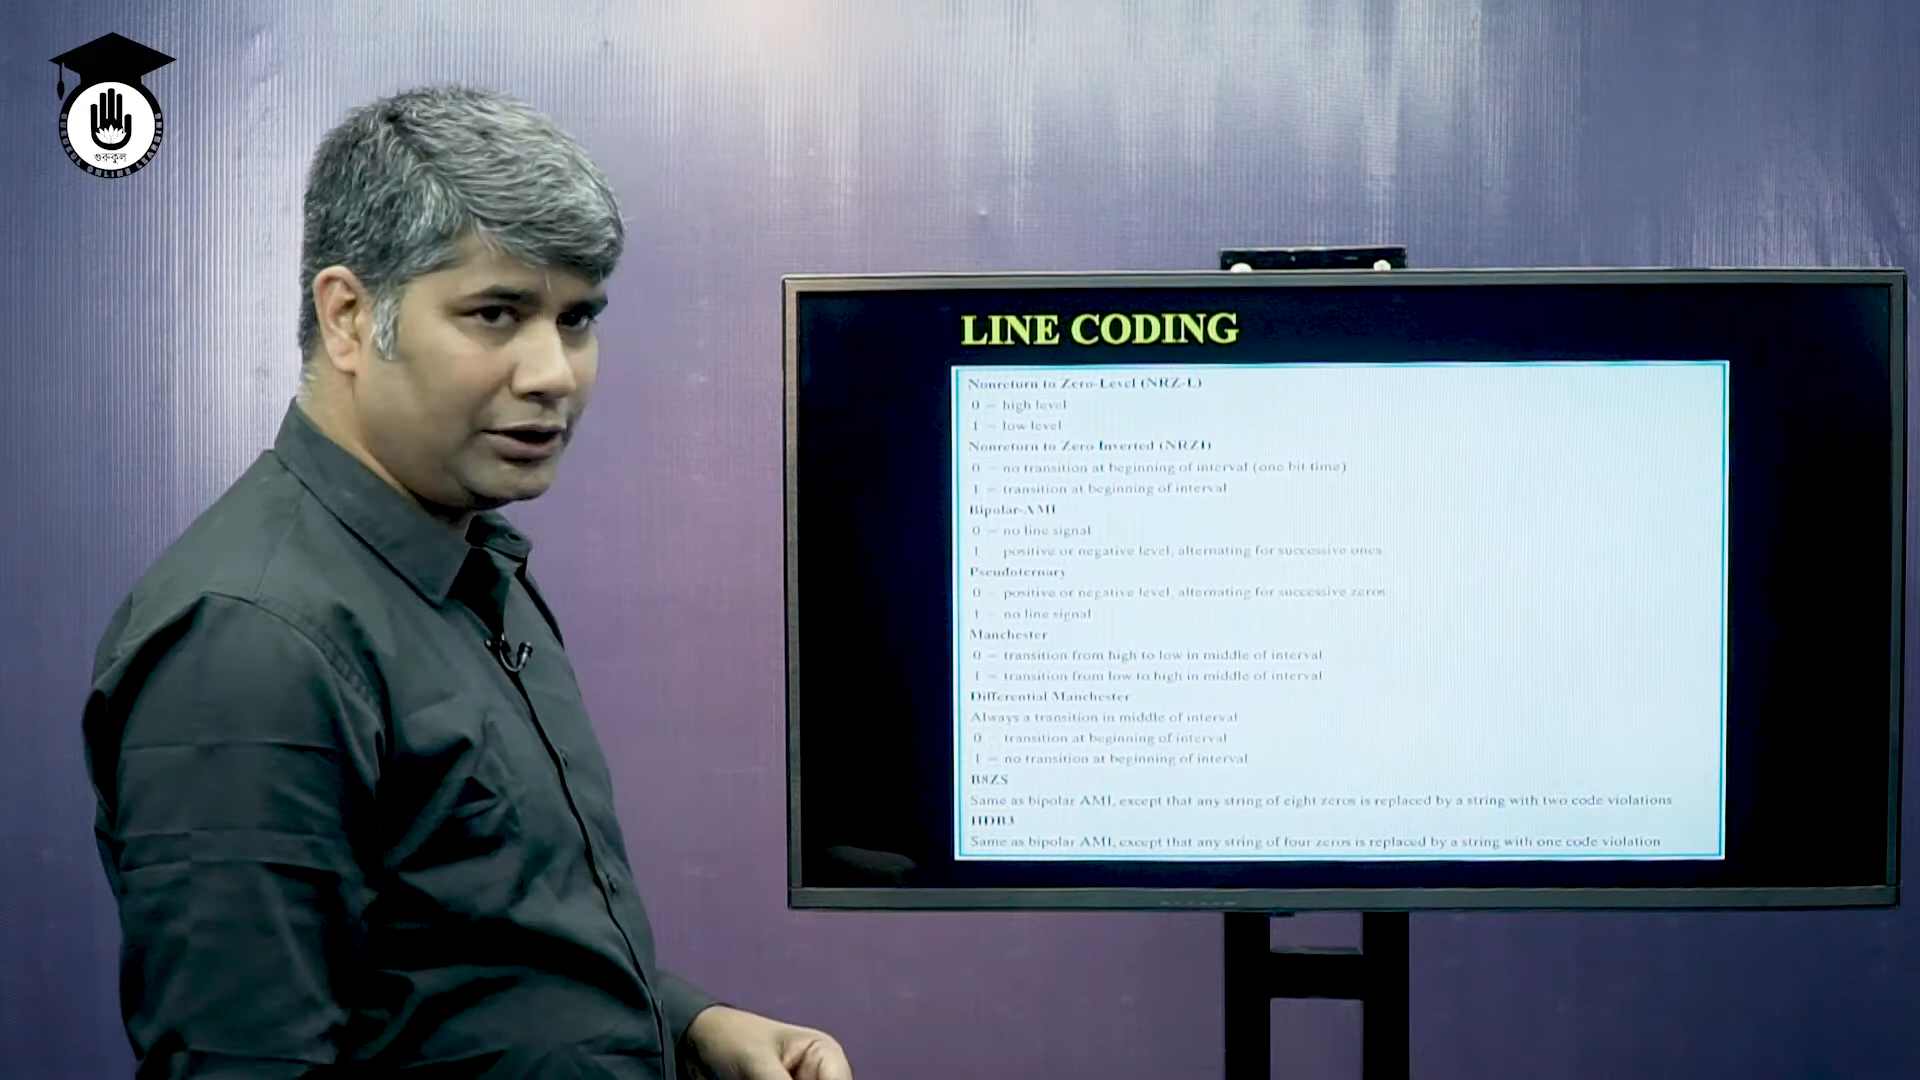 গুরুকুল
GURUKUL ONLINE LEARNING
LINE CODING
Nonreturn to Zero-Level (NRZ-L)
0 = high level
1 = low level
Nonreturn to Zero Inverted (NRZI)
0 = no transition at beginning of interval (one bit time)
1 = transition at beginning of interval
Bipolar-AMI
0 = no line signal
1 = positive or negative level, alternating for successive ones
Pseudoternary
0 = positive or negative level, alternating for successive zeros
1 = no line signal
Manchester
0 = transition from high to low in middle of interval
1 = transition from low to high in middle of interval
Differential Manchester
Always a transition in middle of interval
0 = transition at beginning of interval
1 = no transition at beginning of interval
B8ZS
Same as bipolar AMI, except that any string of eight zeros is replaced by a string with two code violations
HDB3
Same as bipolar AMI, except that any string of four zeros is replaced by a string with one code violation